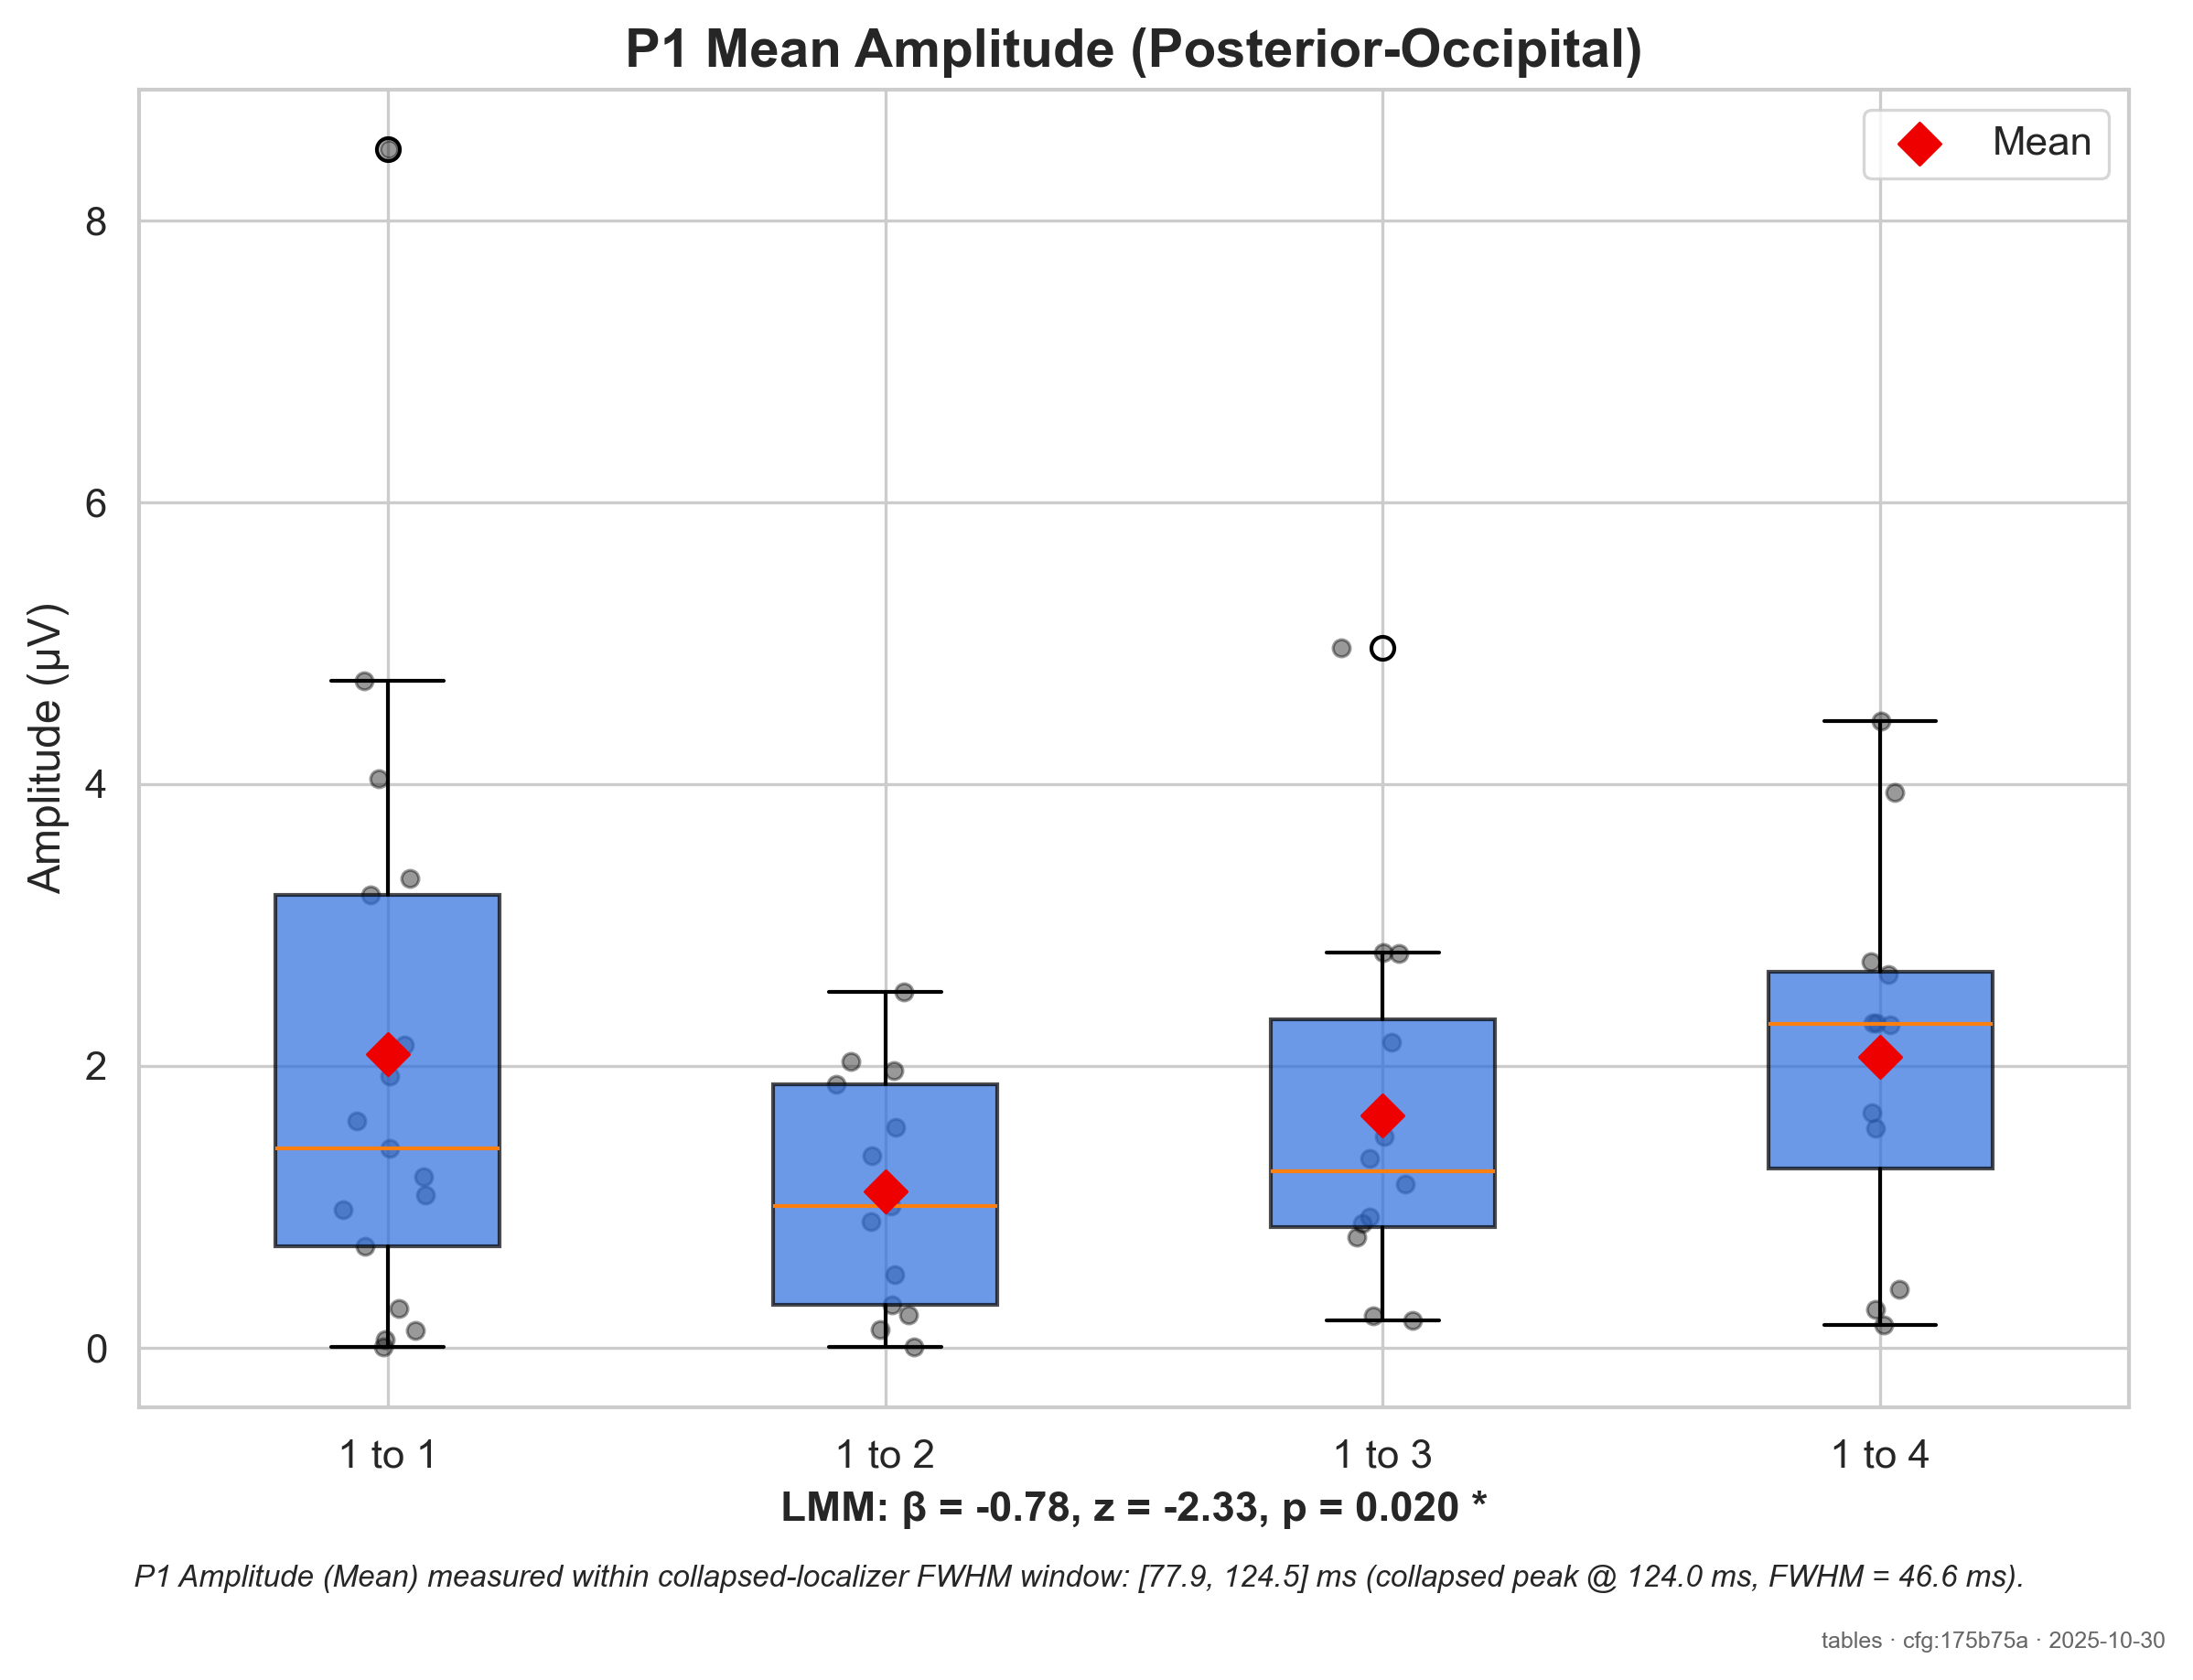 P1 Mean Amplitude (Posterior-Occipital)
Mean
Amplitude (µV)
8
6
4
2
0
1 to 1
1 to 2
1 to 3
1 to 4
LMM: β = -0.78, z = -2.33, p = 0.020 *
P1 Amplitude (Mean) measured within collapsed-localizer FWHM window: [77.9, 124.5] ms (collapsed peak @ 124.0 ms, FWHM = 46.6 ms).
tables · cfg:175b75a · 2025-10-30